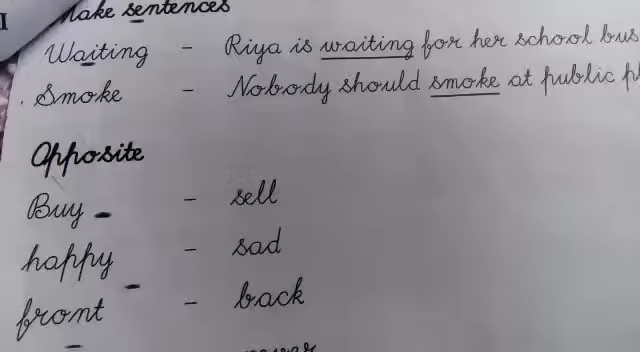 Make sentences
Waiting - Riya is waiting for her school bus
Smoke - Nobody should smoke at public
Opposite
Buy - sell
happy - sad
front - back